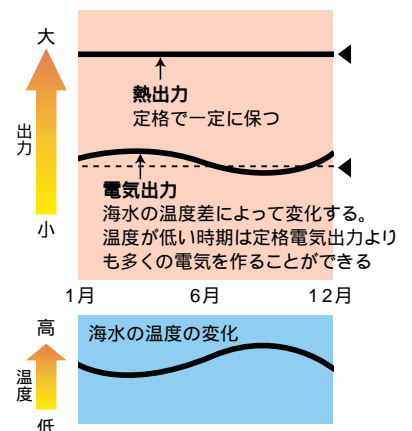 大
出力
小
熱出力
定格で一定に保つ
電気出力
海水の温度差によって変化する。
温度が低い時期は定格電気出力より
も多くの電気を作ることができる
1月 6月 12月
高
温度
低
海水の温度の変化